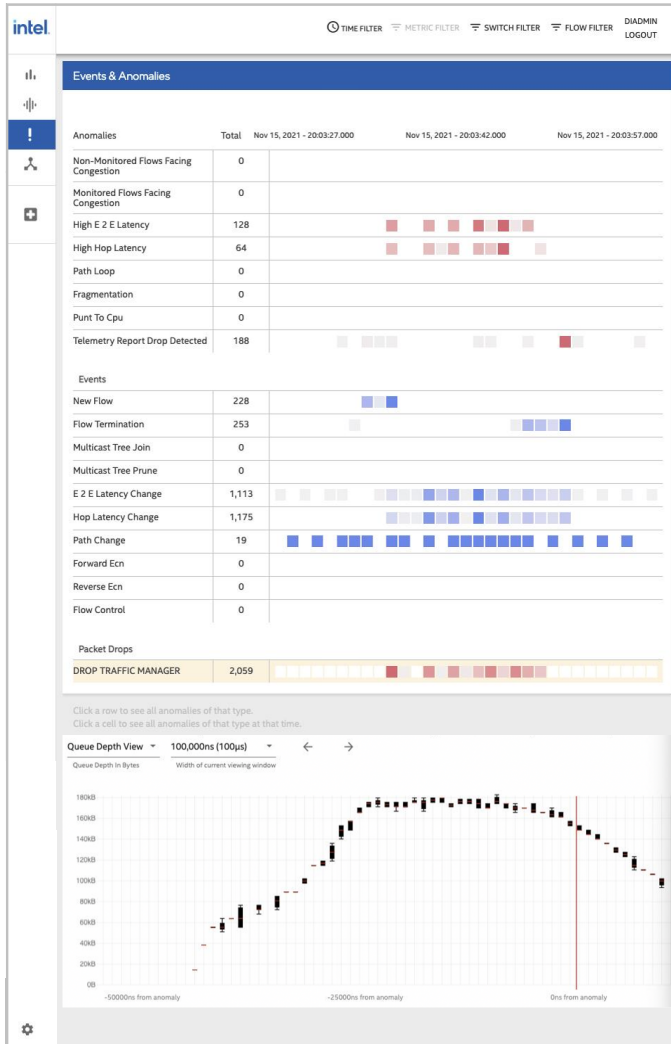 intel.
TIME FILTER METRIC FILTER SWITCH FILTER FLOW FILTER DIADMIN
LOGOUT
Events & Anomalies
Anomalies Total Nov 15, 2021 - 20:03:27.000 Nov 15, 2021 - 20:03:42.000 Nov 15, 2021 - 20:03:57.000
Non-Monitored Flows Facing
Congestion 0
Monitored Flows Facing
Congestion 0
High E 2 E Latency 128
High Hop Latency 64
Path Loop 0
Fragmentation 0
Punt To Cpu 0
Telemetry Report Drop Detected 188
Events
New Flow 228
Flow Termination 253
Multicast Tree Join 0
Multicast Tree Prune 0
E 2 E Latency Change 1,113
Hop Latency Change 1,175
Path Change 19
Forward Ecn 0
Reverse Ecn 0
Flow Control 0
Packet Drops
DROP TRAFFIC MANAGER 2,059
Click a row to see all anomalies of that type.
Click a cell to see all anomalies of that type at that time.
Queue Depth View 100,000ns (100µs)
Queue Depth In Bytes Width of current viewing window
180kB
160kB
140kB
120kB
100kB
80kB
60kB
40kB
20kB
0B
-50000ns from anomaly -25000ns from anomaly 0ns from anomaly